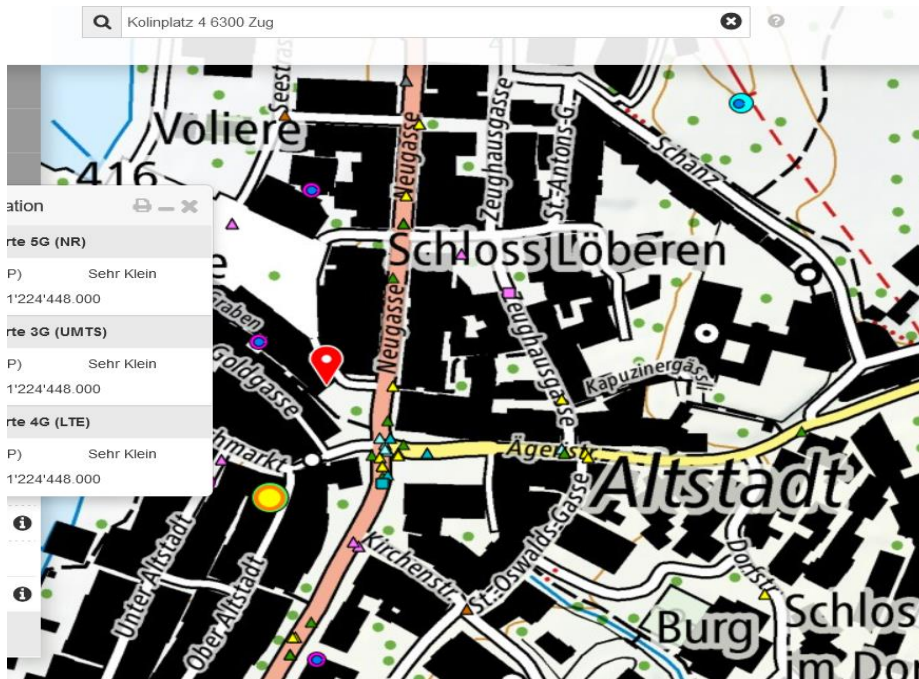 Kolinplatz 4 6300 Zug
ation
rte 5G (NR)
P) Sehr Klein
1'224'448.000
rte 3G (UMTS)
P) Sehr Klein
1'224'448.000
rte 4G (LTE)
P) Sehr Klein
1'224'448.000
Seestras
Voliere
416
Neugasse
Zeughausgasse
St.-Antons-G.
Schanz
e
Schloss Löberen
Graben
Goldgasse
Neugasse
Zeughausgasse
Kapuzinergässli
hmarkt
Ägeristr.
Altstadt
Unter Altstadt
Ober Altstadt
Kirchenstr.
St.-Oswalds-Gasse
Dorfstr.
Burg
Schlos
im Do